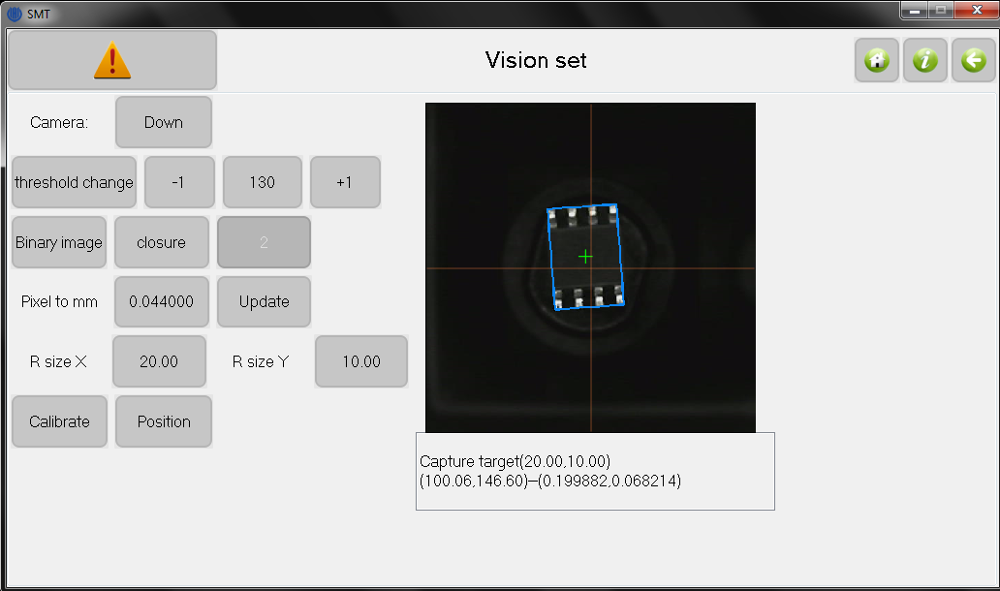 SMT
Vision set
Camera: Down
threshold change -1 130 +1
Binary image closure 2
Pixel to mm 0.044000 Update
R size X 20.00 R size Y 10.00
Calibrate Position
Capture target(20.00,10.00)
(100.06,146.60)—(0.199882,0.068214)